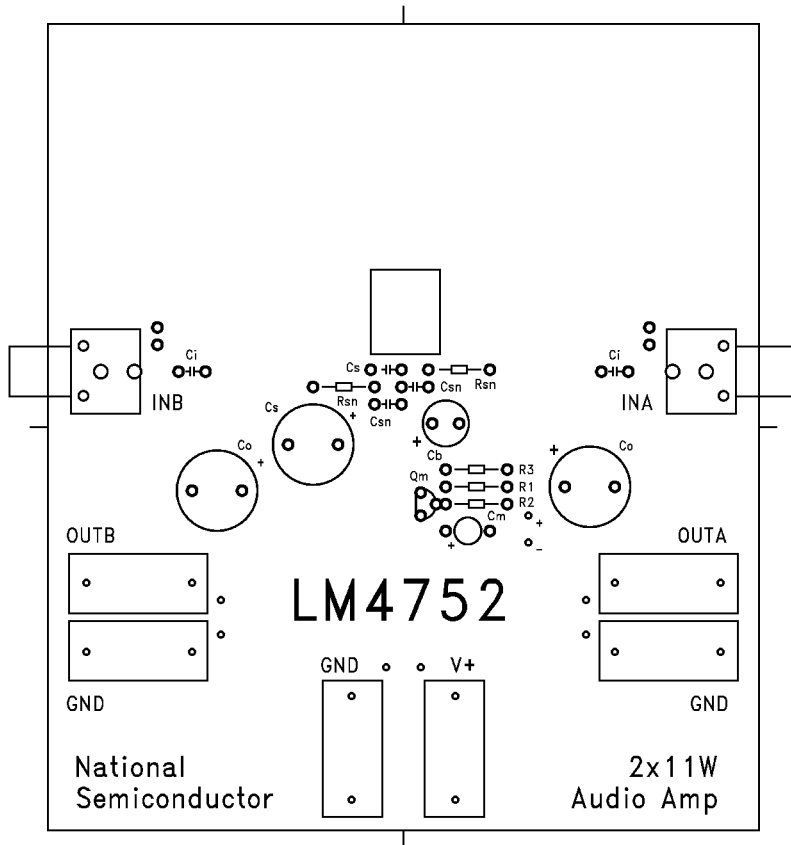 Ci
Ci
Cs
Rsn
Csn
Rsn
INB
INA
Cs
+
Csn
+
+
Co
+
Cb
Co
R3
Qm
R1
R2
Cm
+
+
-
OUTB
OUTA
LM4752
GND
V+
GND
GND
National
Semiconductor
2x11W
Audio Amp